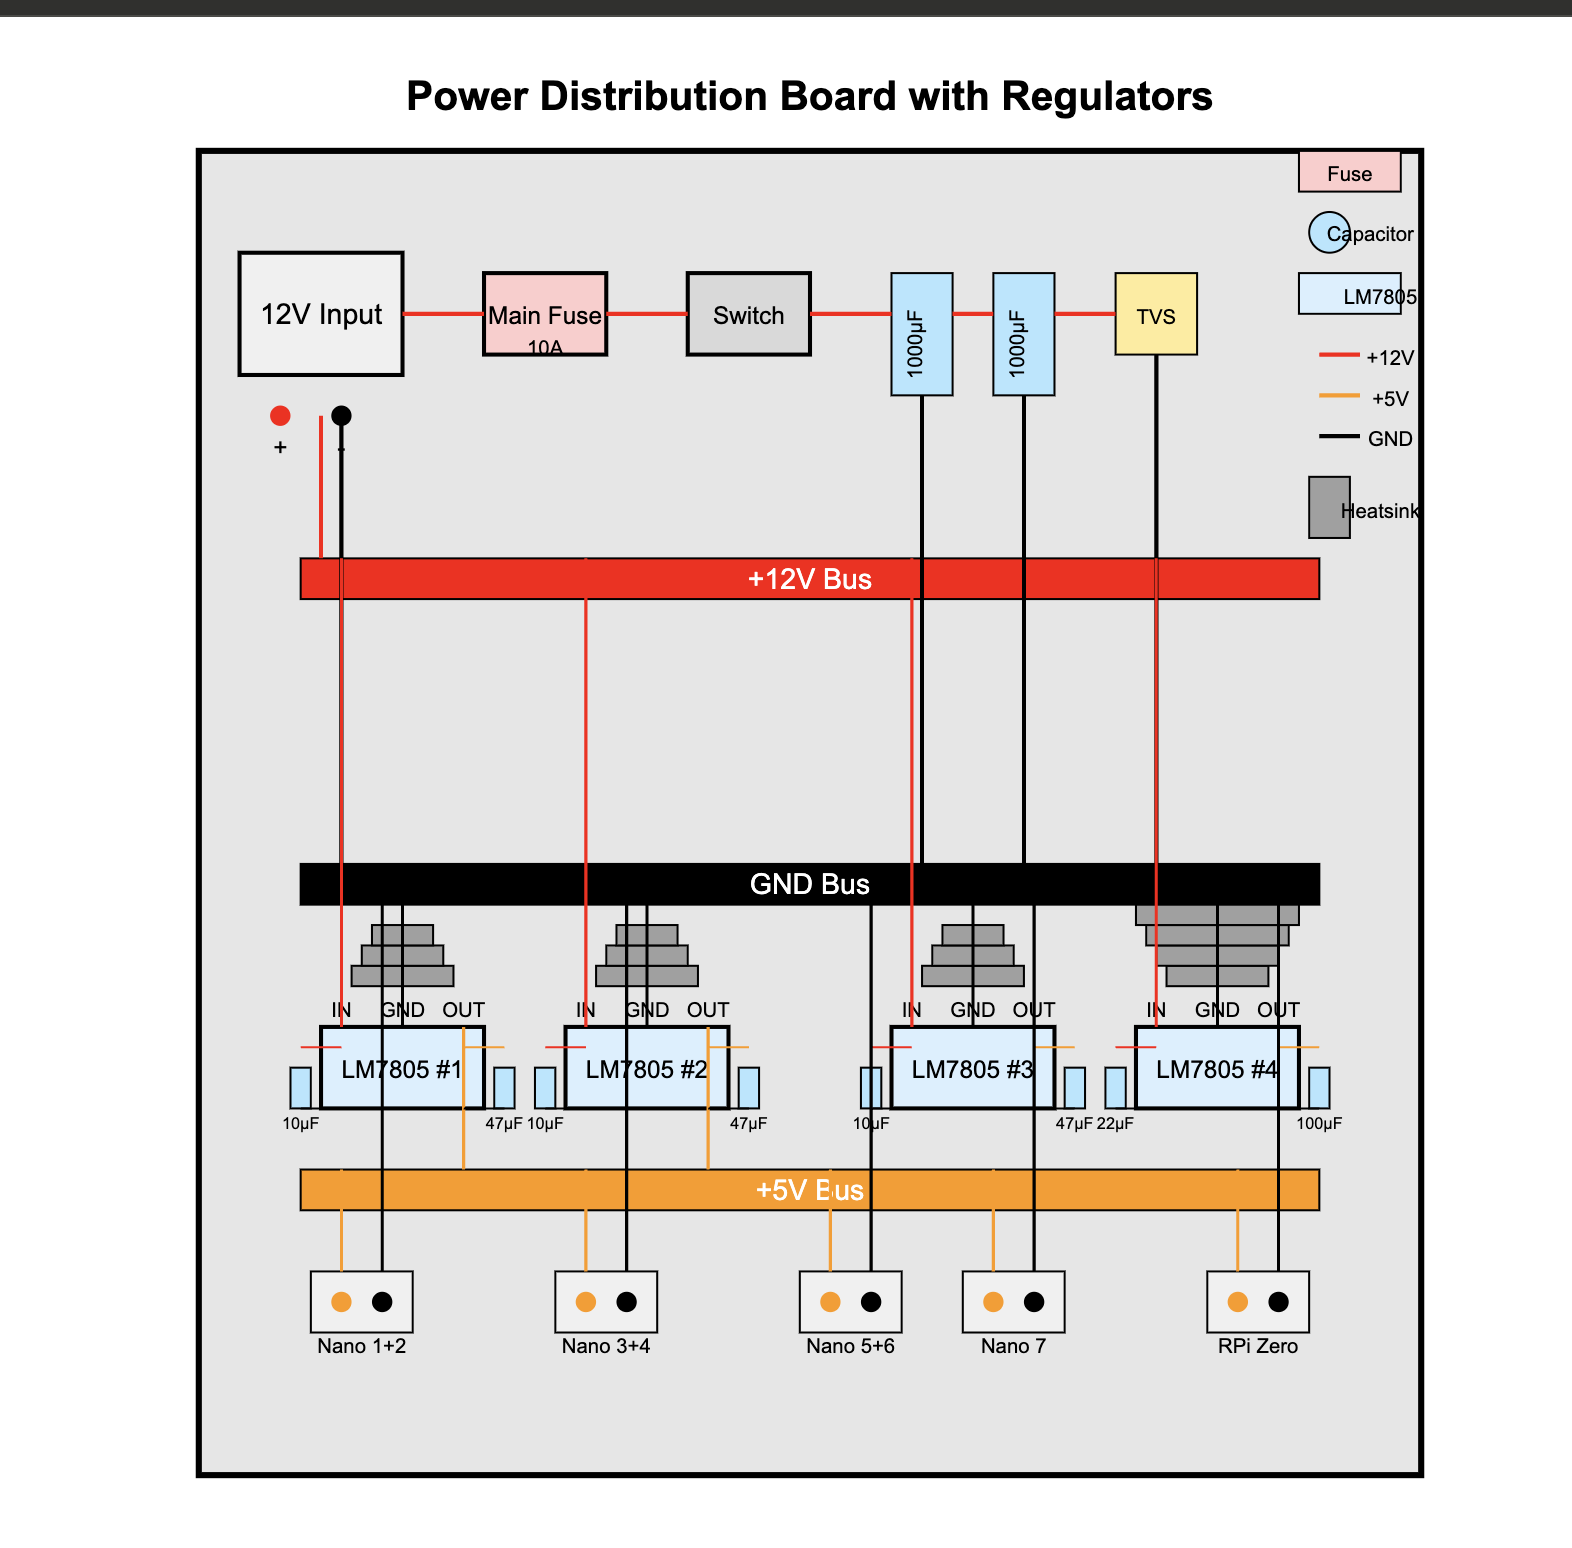 Power Distribution Board with Regulators
Fuse
Capacitor
LM7805
+12V
+5V
GND
Heatsink
12V Input
Main Fuse
10A
Switch
1000µF
1000µF
TVS
+
-
+12V Bus
GND Bus
IN GND OUT
LM7805 #1
10µF
47µF
IN GND OUT
LM7805 #2
10µF
47µF
IN GND OUT
LM7805 #3
10µF
47µF
IN GND OUT
LM7805 #4
22µF
100µF
+5V Bus
Nano 1+2
Nano 3+4
Nano 5+6
Nano 7
RPi Zero